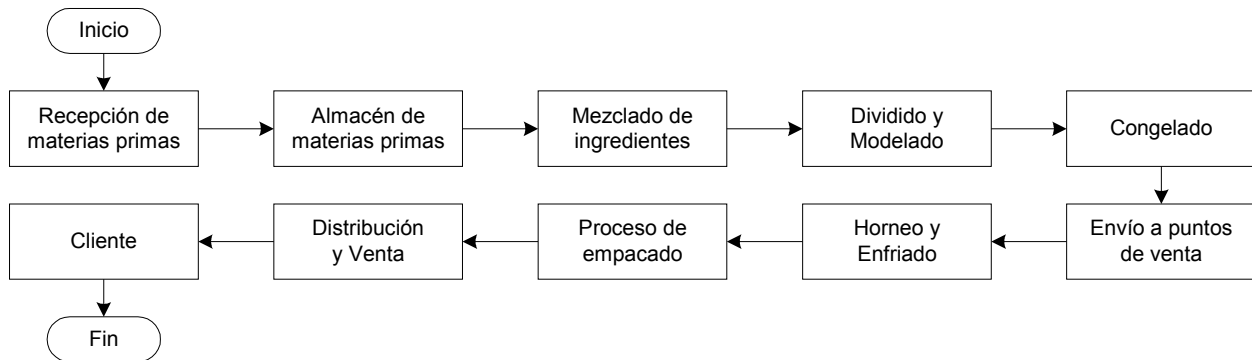 Inicio
Recepción de
materias primas
Almacén de
materias primas
Mezclado de
ingredientes
Dividido y
Modelado
Congelado
Envío a puntos
de venta
Horneo y
Enfriado
Proceso de
empacado
Distribución
y Venta
Cliente
Fin